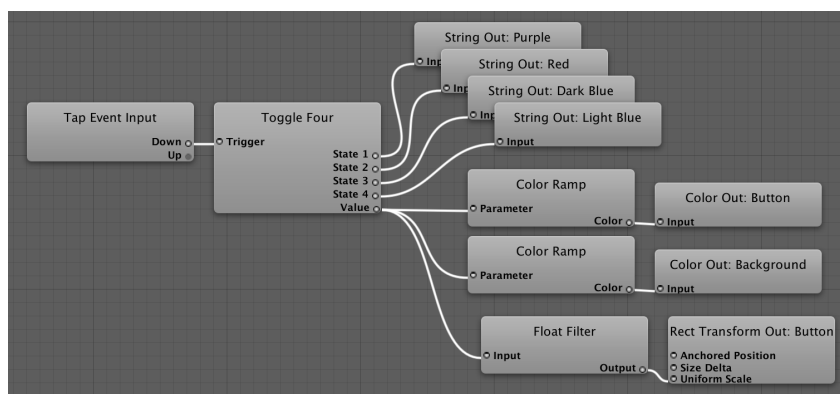 String Out: Purple
Inp
String Out: Red
Inp
String Out: Dark Blue
Inp
String Out: Light Blue
Input
Tap Event Input
Down
Up
Toggle Four
Trigger
State 1
State 2
State 3
State 4
Value
Color Ramp
Parameter
Color
Color Out: Button
Input
Color Ramp
Parameter
Color
Color Out: Background
Input
Float Filter
Input
Output
Rect Transform Out: Button
Anchored Position
Size Delta
Uniform Scale